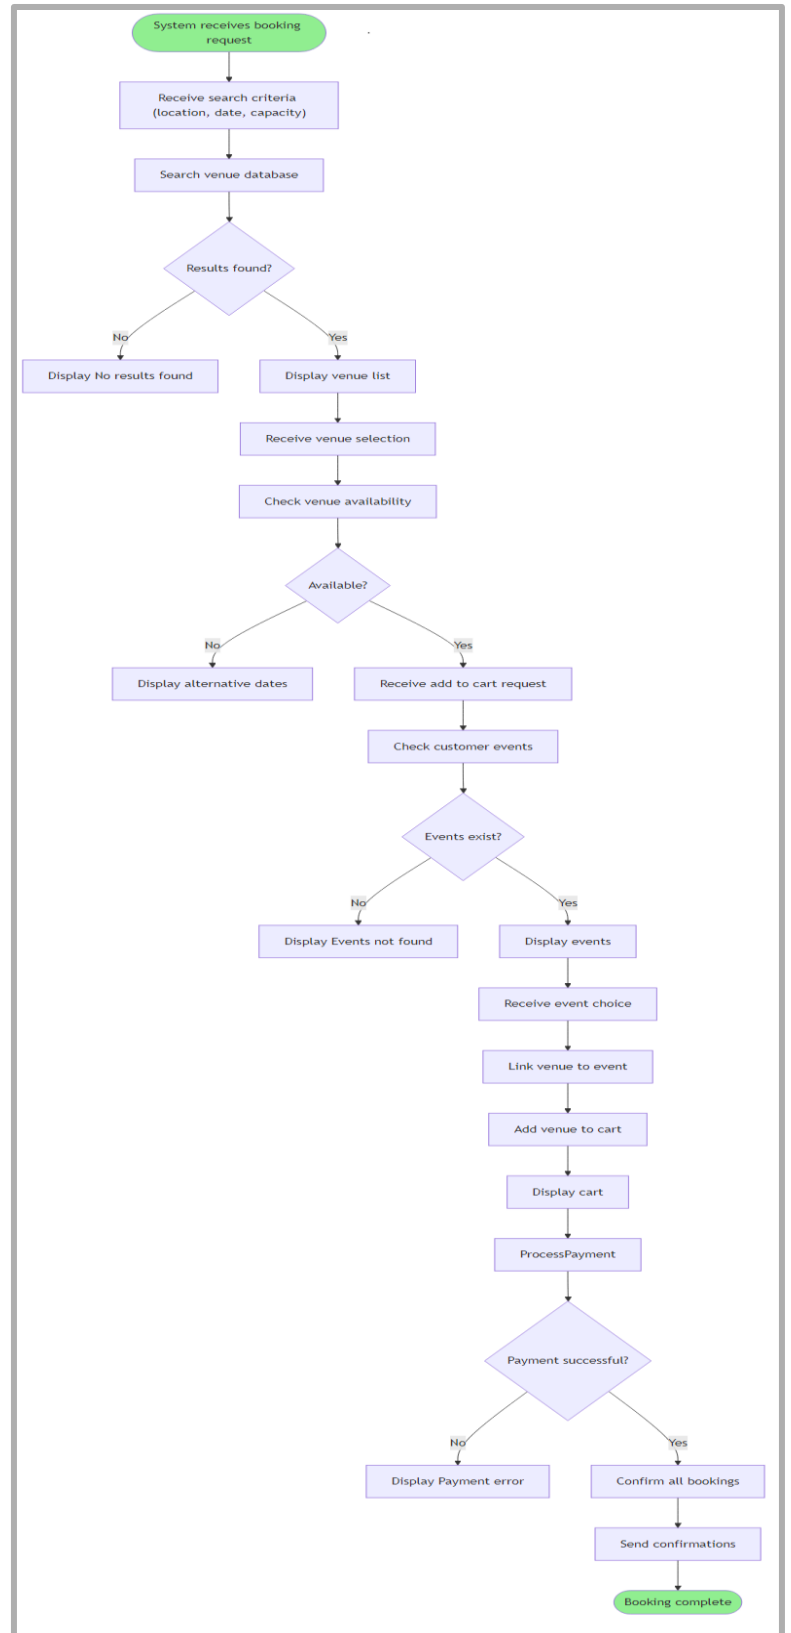 System receives booking
request
Receive search criteria
(location, date, capacity)
Search venue database
Results found?
No
Yes
Display No results found
Display venue list
Receive venue selection
Check venue availability
Available?
No
Yes
Display alternative dates
Receive add to cart request
Check customer events
Events exist?
No
Yes
Display Events not found
Display events
Receive event choice
Link venue to event
Add venue to cart
Display cart
ProcessPayment
Payment successful?
No
Yes
Display Payment error
Confirm all bookings
Send confirmations
Booking complete